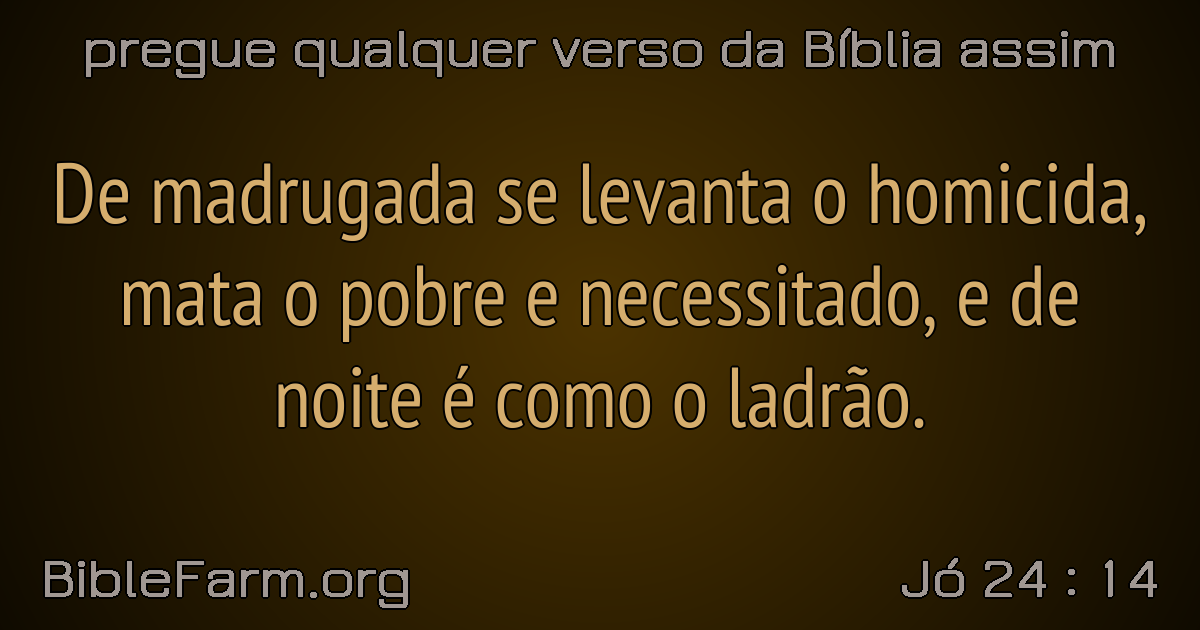 pregue qualquer verso da Bíblia assim
De madrugada se levanta o homicida,
mata o pobre e necessitado, e de
noite é como o ladrão.
BibleFarm.org
Jó 24 : 14